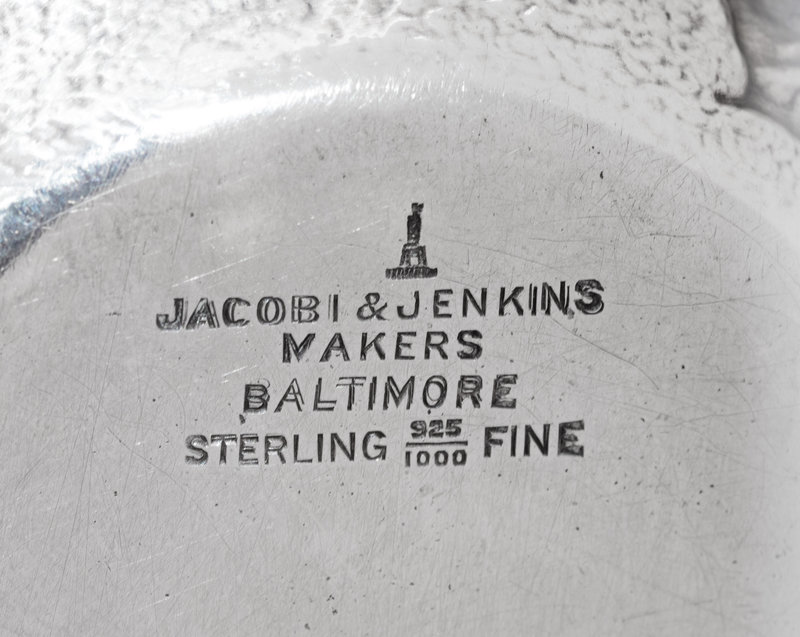 JACOBI & JENKINS
MAKERS
BALTIMORE
STERLING 925/1000 FINE